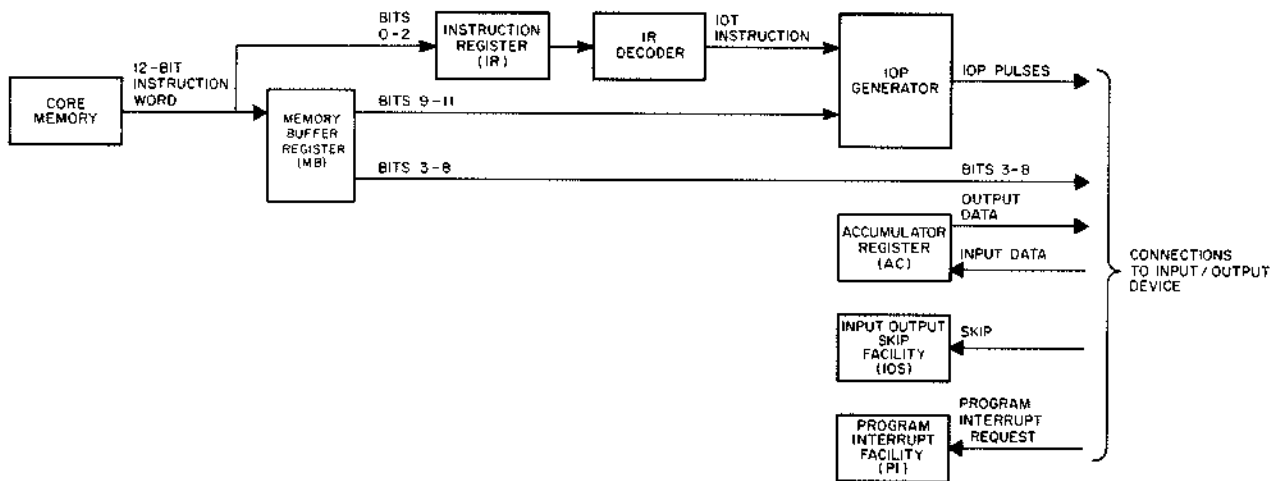 BITS
0-2
INSTRUCTION
REGISTER
(IR)
IR
DECODER
IOT
INSTRUCTION
IOP
GENERATOR
IOP PULSES
12-BIT
INSTRUCTION
WORD
CORE
MEMORY
MEMORY
BUFFER
REGISTER
(MB)
BITS 9-11
BITS 3-8
BITS 3-8
OUTPUT
DATA
ACCUMULATOR
REGISTER
(AC)
INPUT DATA
CONNECTIONS
TO INPUT/OUTPUT
DEVICE
INPUT OUTPUT
SKIP
FACILITY
(IOS)
SKIP
PROGRAM
INTERRUPT
REQUEST
PROGRAM
INTERRUPT
FACILITY
(PI)